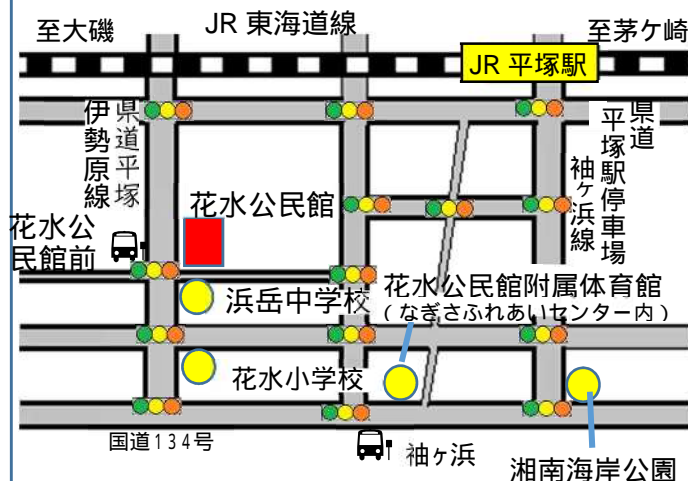 至大磯
JR 東海道線
至茅ケ崎
JR 平塚駅
県道平塚
伊勢原線
県道
平塚駅停車場
袖ヶ浜線
花水公民館
花水公
民館前
浜岳中学校
花水公民館附属体育館
（なぎさふれあいセンター内）
花水小学校
国道134号
袖ヶ浜
湘南海岸公園